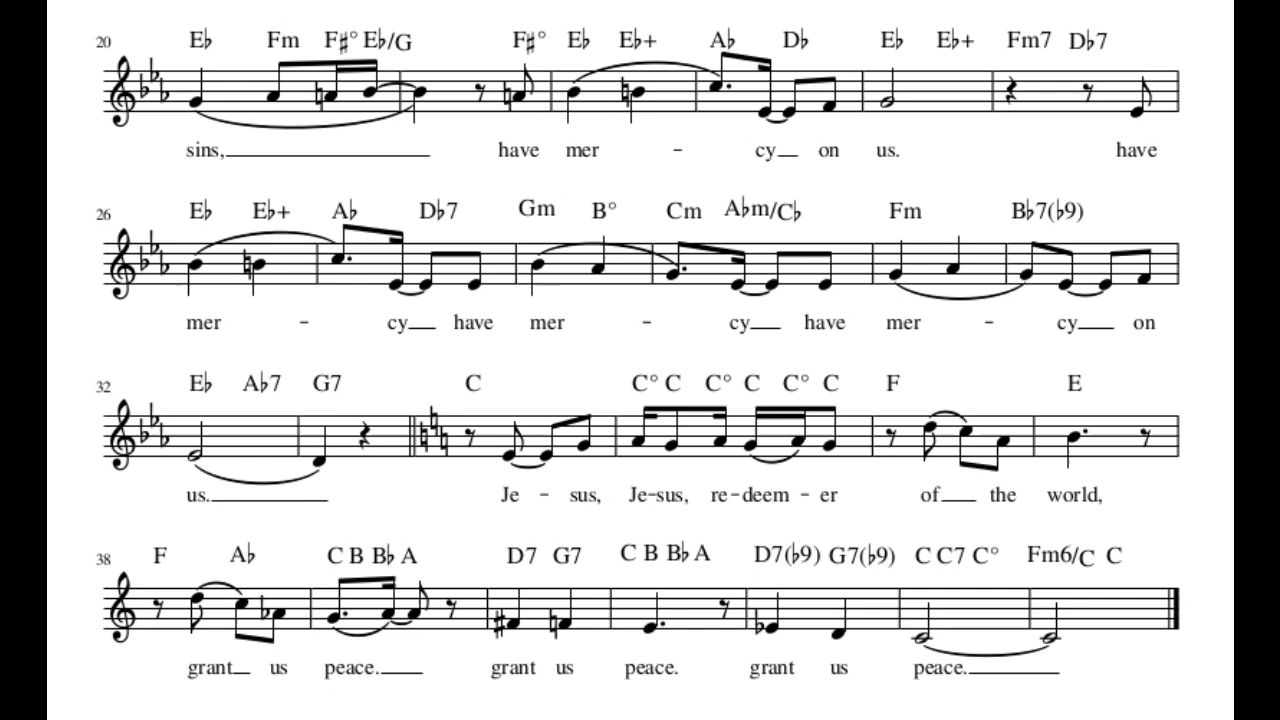 20 E♭ Fm F♯° E♭/G F♯° E♭ E♭+ A♭ D♭ E♭ E♭+ Fm7 D♭7
sins, have mer - cy on us. have
26 E♭ E♭+ A♭ D♭7 Gm B° Cm A♭m/C♭ Fm B♭7(♭9)
mer - cy have mer - cy have mer - cy on
32 E♭ A♭7 G7 C C° C C° C C° C F E
us. Je - sus, Je-sus, re-deem - er of the world,
38 F A♭ C B B♭ A D7 G7 C B B♭ A D7(♭9) G7(♭9) C C7 C° Fm6/C C
grant us peace. grant us peace. grant us peace.